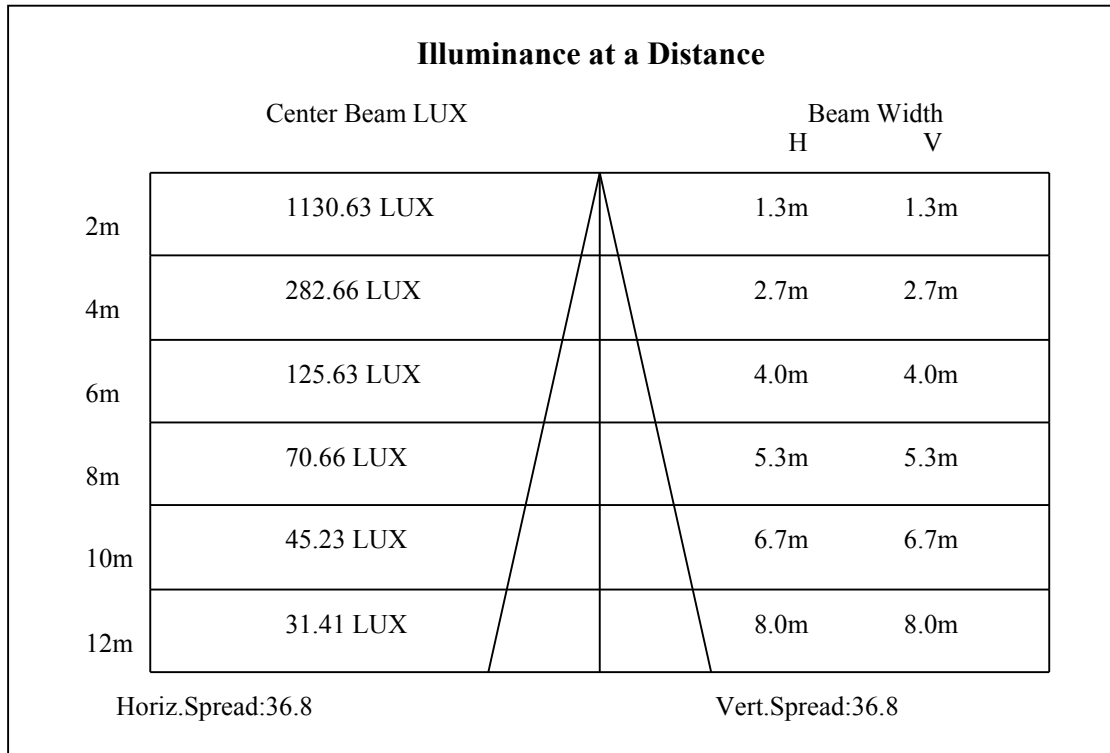 Illuminance at a Distance
Center Beam LUX Beam Width
H V
2m 1130.63 LUX 1.3m 1.3m
4m 282.66 LUX 2.7m 2.7m
6m 125.63 LUX 4.0m 4.0m
8m 70.66 LUX 5.3m 5.3m
10m 45.23 LUX 6.7m 6.7m
12m 31.41 LUX 8.0m 8.0m
Horiz.Spread:36.8 Vert.Spread:36.8